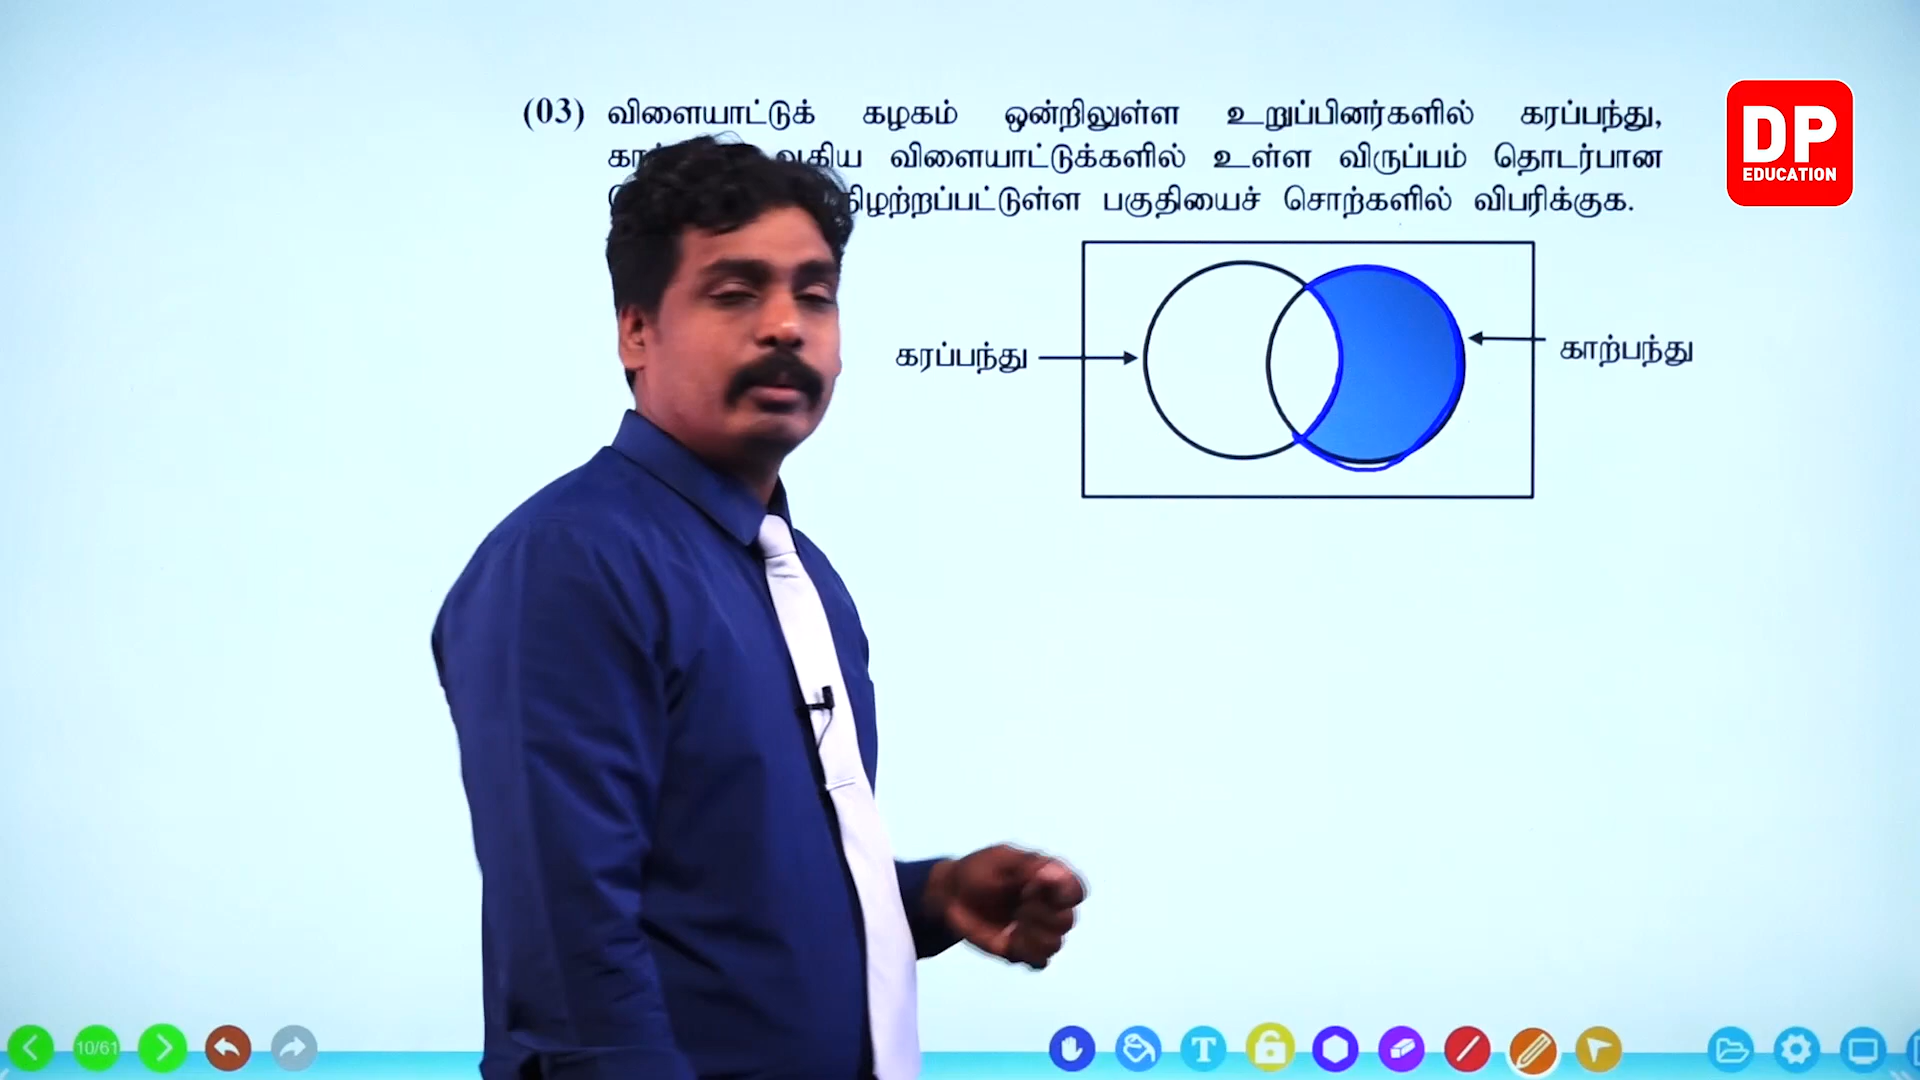 (03) விளையாட்டுக் கழகம் ஒன்றிலுள்ள உறுப்பினர்களில் கரப்பந்து,
விளையாட்டுக்களில் உள்ள விருப்பம் தொடர்பான
நிழற்றப்பட்டுள்ள பகுதியைச் சொற்களில் விபரிக்குக.
கரப்பந்து
காற்பந்து
DP
EDUCATION
10/61
T